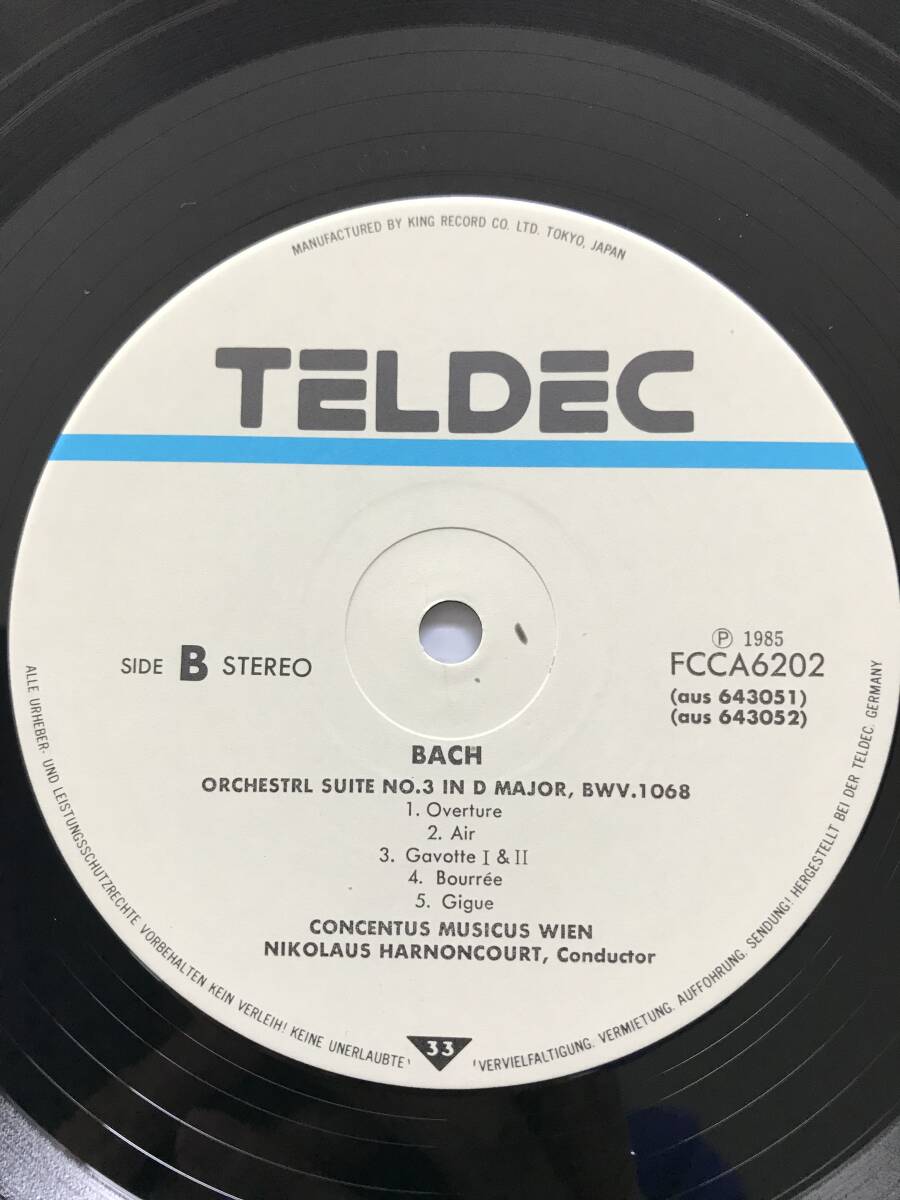 MANUFACTURED BY KING RECORD CO. LTD. TOKYO, JAPAN
TELDEC
SIDE B STEREO
Ⓟ 1985
FCCA6202
(aus 643051)
(aus 643052)
BACH
ORCHESTRL SUITE NO.3 IN D MAJOR, BWV.1068
1. Overture
2. Air
3. Gavotte I & II
4. Bourrée
5. Gigue
CONCENTUS MUSICUS WIEN
NIKOLAUS HARNONCOURT, Conductor
33
ALLE URHEBER- UND LEISTUNGSSCHUTZRECHTE VORBEHALTEN KEIN VERLEIH! KEINE UNERLAUBTE'
'VERVIELFALTIGUNG. VERMIETUNG. AUFFOHRUNG. SENDUNG! HERGESTELLT BEI DER TELDEC. GERMANY